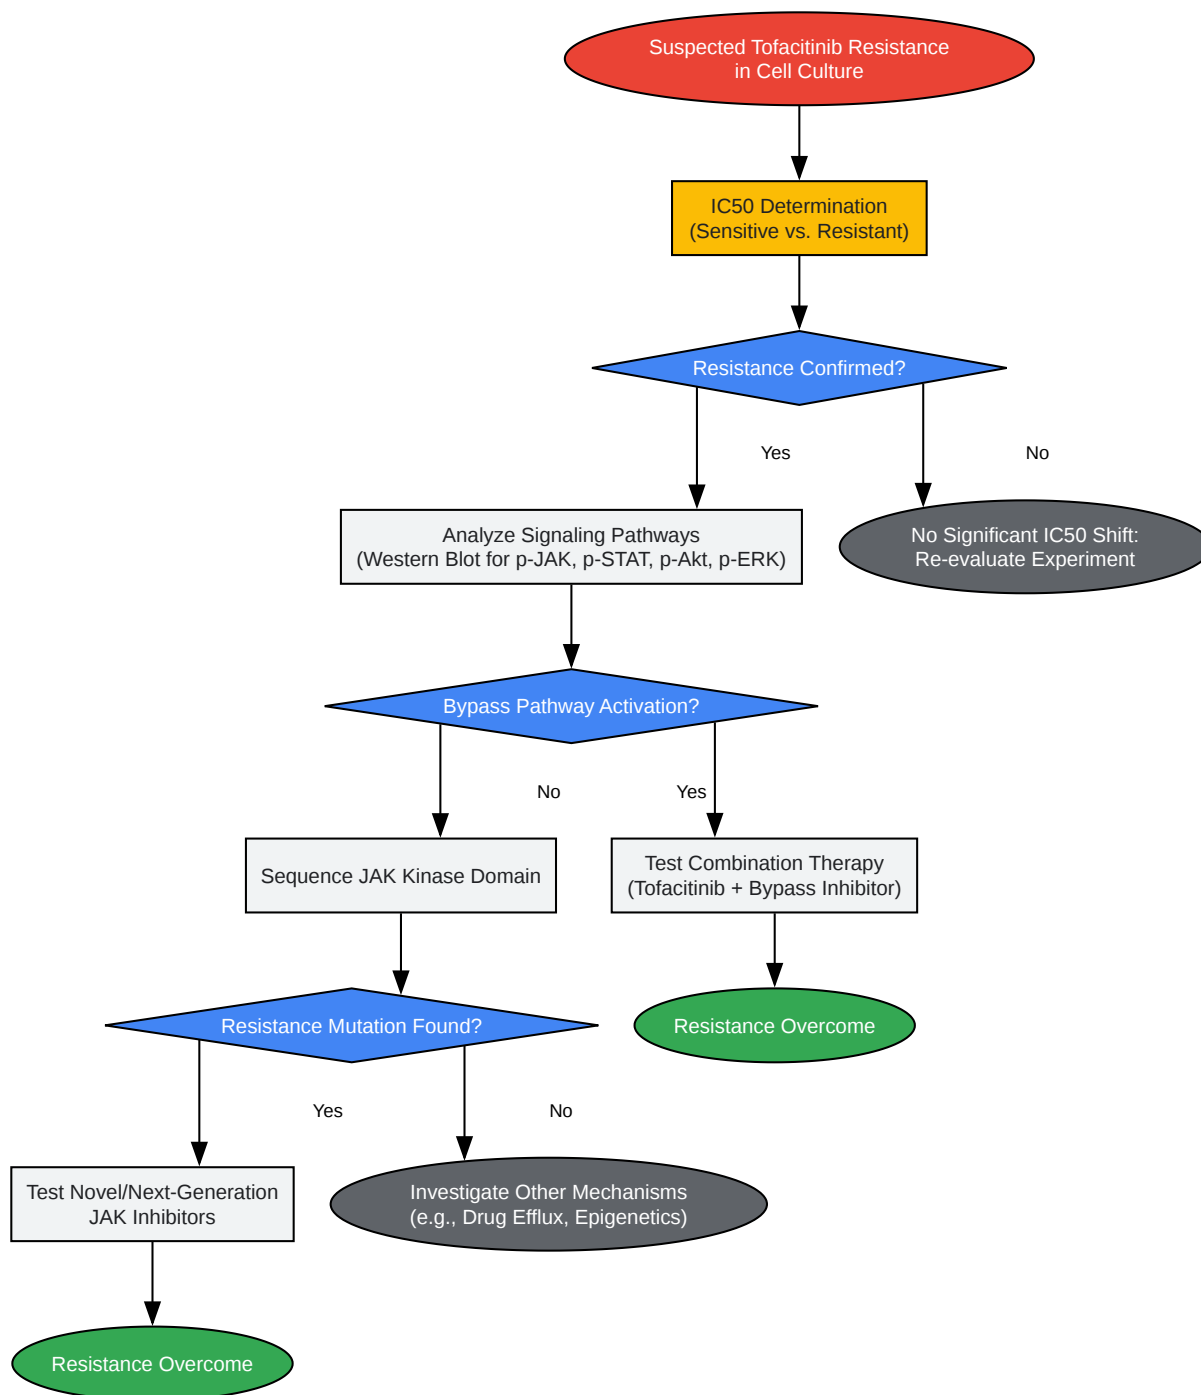 Suspected Tofacitinib Resistance
in Cell Culture
IC50 Determination
(Sensitive vs. Resistant)
Resistance Confirmed?
Yes
No
Analyze Signaling Pathways
(Western Blot for p-JAK, p-STAT, p-Akt, p-ERK)
No Significant IC50 Shift:
Re-evaluate Experiment
Bypass Pathway Activation?
No
Yes
Sequence JAK Kinase Domain
Test Combination Therapy
(Tofacitinib + Bypass Inhibitor)
Resistance Mutation Found?
Resistance Overcome
Yes
No
Test Novel/Next-Generation
JAK Inhibitors
Investigate Other Mechanisms
(e.g., Drug Efflux, Epigenetics)
Resistance Overcome